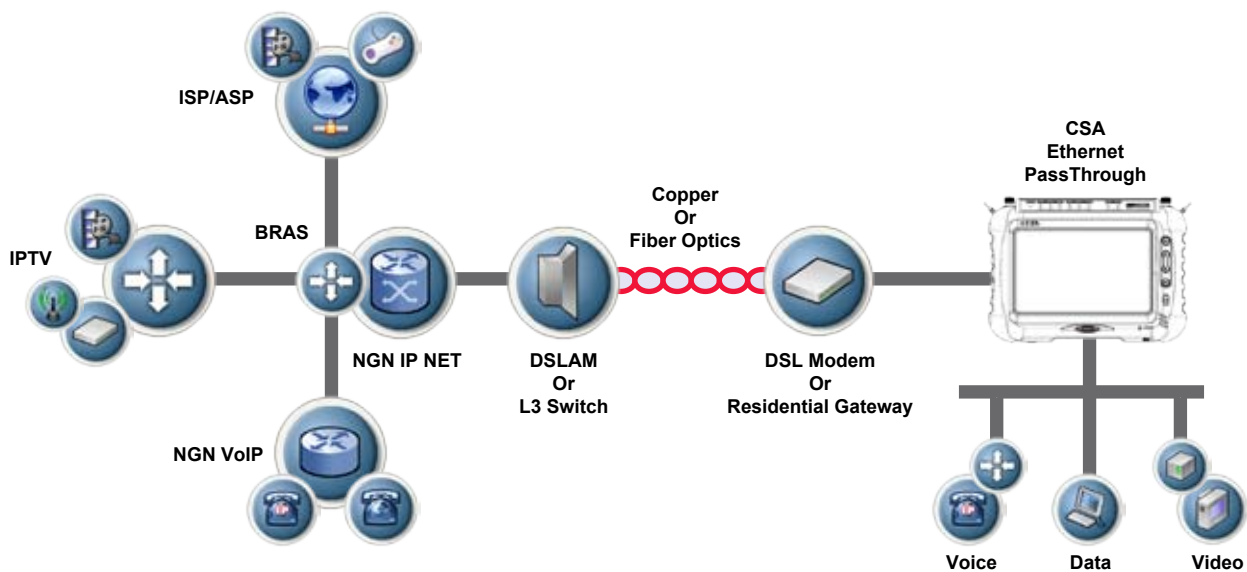 ISP/ASP
IPTV
BRAS
NGN IP NET
NGN VoIP
DSLAM
Or
L3 Switch
Copper
Or
Fiber Optics
DSL Modem
Or
Residential Gateway
CSA
Ethernet
PassThrough
Voice
Data
Video